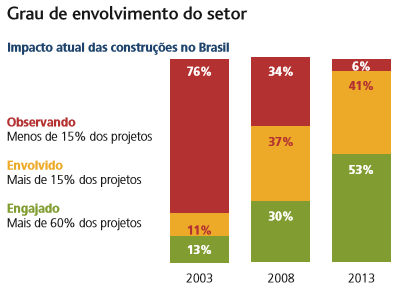 Grau de envolvimento do setor
Impacto atual das construções no Brasil
76%
34%
6%
41%
Observando
Menos de 15% dos projetos
37%
Envolvido
Mais de 15% dos projetos
53%
Engajado
Mais de 60% dos projetos
30%
11%
13%
2003
2008
2013